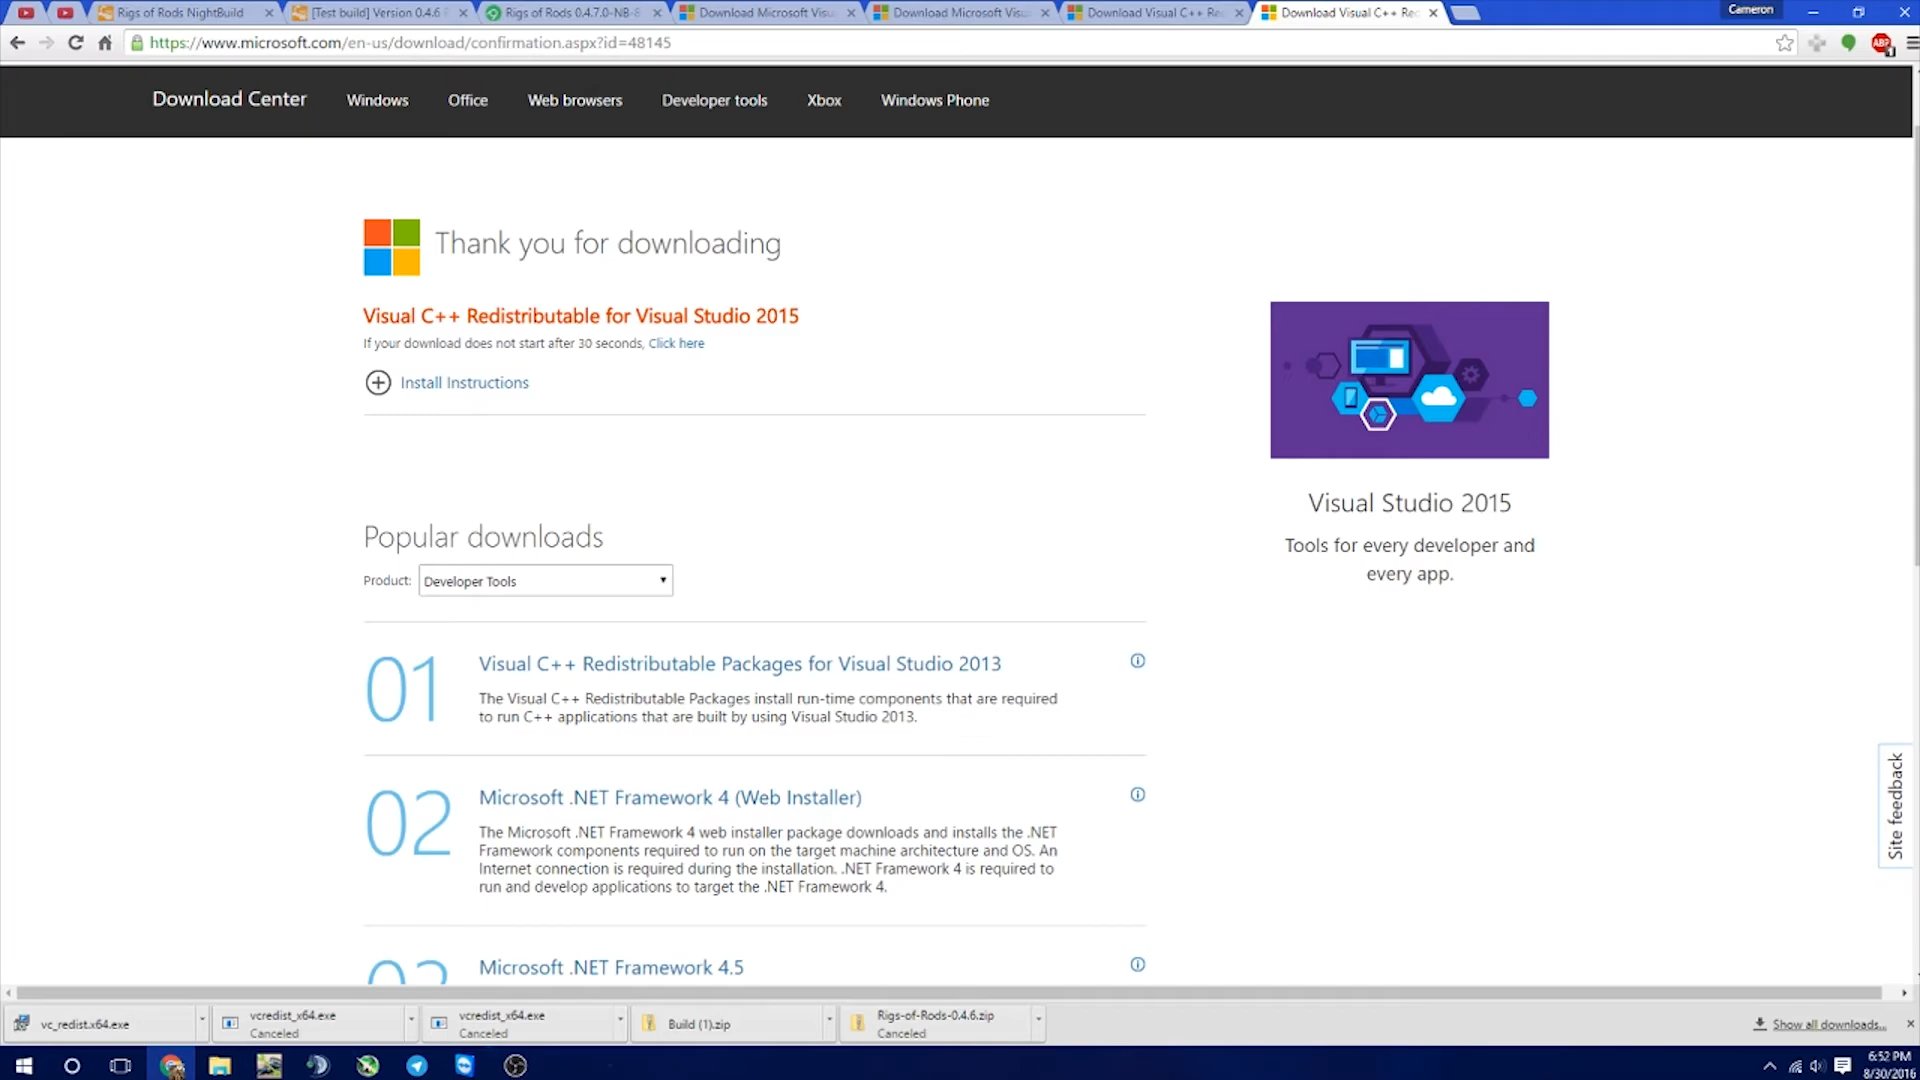 Rigs of Rods NightBuild
[Test build] Version 0.4.6
Rigs of Rods 0.4.7.0-NB-
Download Microsoft Visu
Download Microsoft Visu
Download Visual C++ Re
Download Visual C++ Re
Cameron
https://www.microsoft.com/en-us/download/confirmation.aspx?id=48145
ABP
1
Download Center
Windows
Office
Web browsers
Developer tools
Xbox
Windows Phone
Thank you for downloading
Visual C++ Redistributable for Visual Studio 2015
If your download does not start after 30 seconds, Click here
Install Instructions
Visual Studio 2015
Tools for every developer and
every app.
Popular downloads
Product:
Developer Tools
01
Visual C++ Redistributable Packages for Visual Studio 2013
The Visual C++ Redistributable Packages install run-time components that are required
to run C++ applications that are built by using Visual Studio 2013.
02
Microsoft .NET Framework 4 (Web Installer)
The Microsoft .NET Framework 4 web installer package downloads and installs the .NET
Framework components required to run on the target machine architecture and OS. An
Internet connection is required during the installation. .NET Framework 4 is required to
run and develop applications to target the .NET Framework 4.
03
Microsoft .NET Framework 4.5
Site feedback
vc_redist.x64.exe
vcredist_x64.exe
Canceled
vcredist_x64.exe
Canceled
Build (1).zip
Rigs-of-Rods-0.4.6.zip
Canceled
Show all downloads...
6:52 PM
8/30/2016